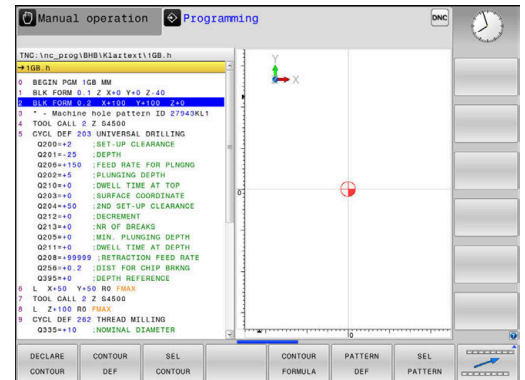 Manual operation
Programming
DNC
TNC:\nc_prog\BHB\Klartext\1GB.h
→1GB.h
0 BEGIN PGM 1GB MM
1 BLK FORM 0.1 Z X+0 Y+0 Z-40
2 BLK FORM 0.2 X+100 Y+100 Z+0
3 * - Machine hole pattern ID 27943KL1
4 TOOL CALL 2 Z S4500
5 CYCL DEF 203 UNIVERSAL DRILLING
Q200=+2 ;SET-UP CLEARANCE
Q201=-25 ;DEPTH
Q206=+150 ;FEED RATE FOR PLNGNG
Q202=+5 ;PLUNGING DEPTH
Q210=+0 ;DWELL TIME AT TOP
Q203=+0 ;SURFACE COORDINATE
Q204=+50 ;2ND SET-UP CLEARANCE
Q212=+0 ;DECREMENT
Q213=+0 ;NR OF BREAKS
Q205=+0 ;MIN. PLUNGING DEPTH
Q211=+0 ;DWELL TIME AT DEPTH
Q208=+99999 ;RETRACTION FEED RATE
Q256=+0.2 ;DIST FOR CHIP BRKNG
Q395=+0 ;DEPTH REFERENCE
6 L X+50 Y+50 R0 FMAX
7 TOOL CALL 2 Z S4500
8 L Z+100 R0 FMAX
9 CYCL DEF 262 THREAD MILLING
Q335=+10 ;NOMINAL DIAMETER
Y
X
0
0
DECLARE CONTOUR
CONTOUR DEF
SEL CONTOUR
CONTOUR FORMULA
PATTERN DEF
SEL PATTERN